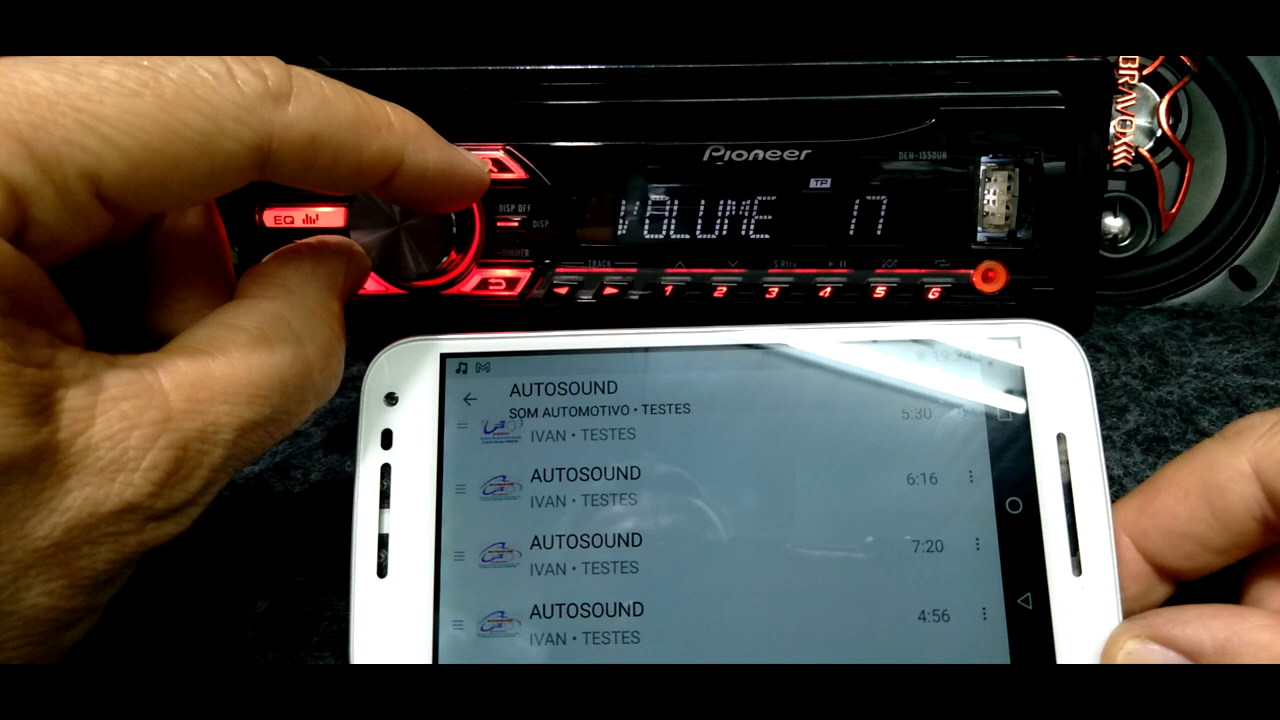 BRAVOX
Pioneer
DEH-1550UB
TP
VOLUME 17
EQ
DISP OFF
DISP
DIMMER
TRACK
1 2 3 4 5 6
19:24
AUTOSOUND
SOM AUTOMOTIVO • TESTES
5:30
IVAN • TESTES
AUTOSOUND
6:16
IVAN • TESTES
AUTOSOUND
7:20
IVAN • TESTES
AUTOSOUND
4:56
IVAN • TESTES